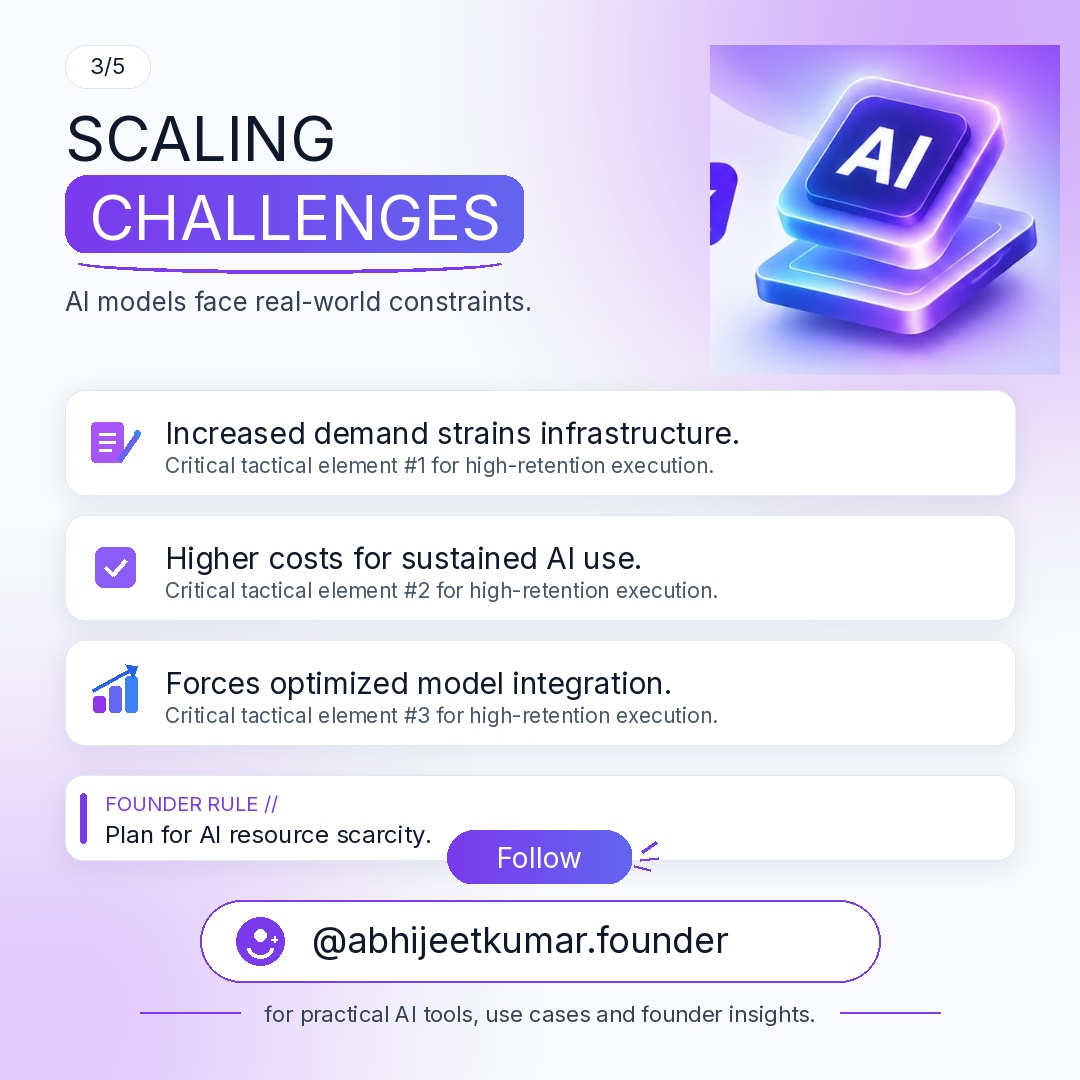 3/5
SCALING
CHALLENGES
AI models face real-world constraints.
AI
Increased demand strains infrastructure.
Critical tactical element #1 for high-retention execution.
Higher costs for sustained AI use.
Critical tactical element #2 for high-retention execution.
Forces optimized model integration.
Critical tactical element #3 for high-retention execution.
FOUNDER RULE //
Plan for AI resource scarcity.
Follow
@abhijeetkumar.founder
for practical AI tools, use cases and founder insights.